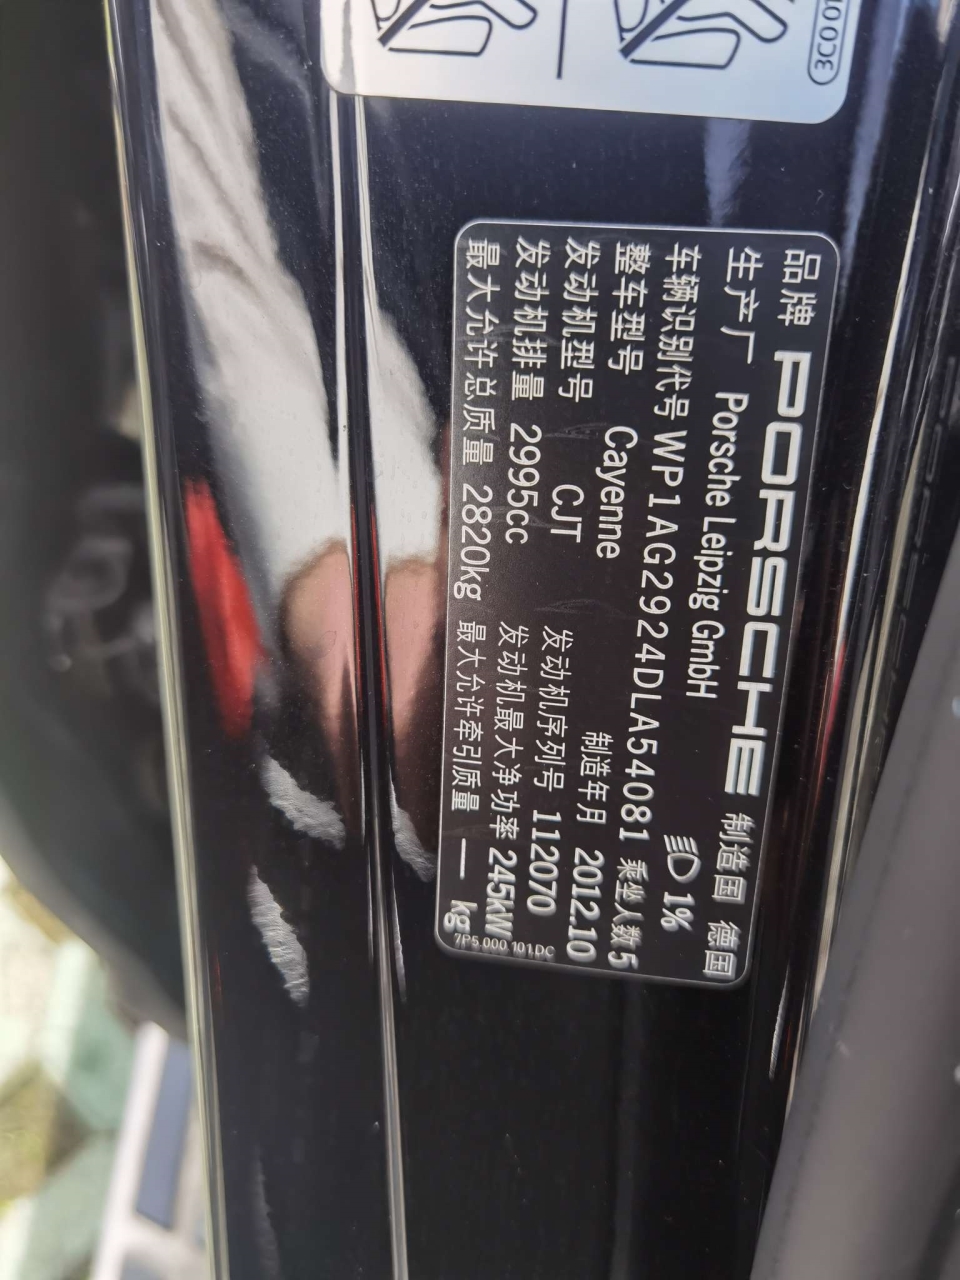 3C00
品牌 PORSCHE 制造国 德国
生产厂 Porsche Leipzig GmbH 1%
车辆识别代号 WP1AG2924DLA54081 乘坐人数 5
整车型号 Cayenne 制造年月 2012.10
发动机型号 CJT 发动机序列号 112070
发动机排量 2995cc 发动机最大净功率 245kW
最大允许总质量 2820kg 最大允许牵引质量 — kg
7P5.000 101.DC